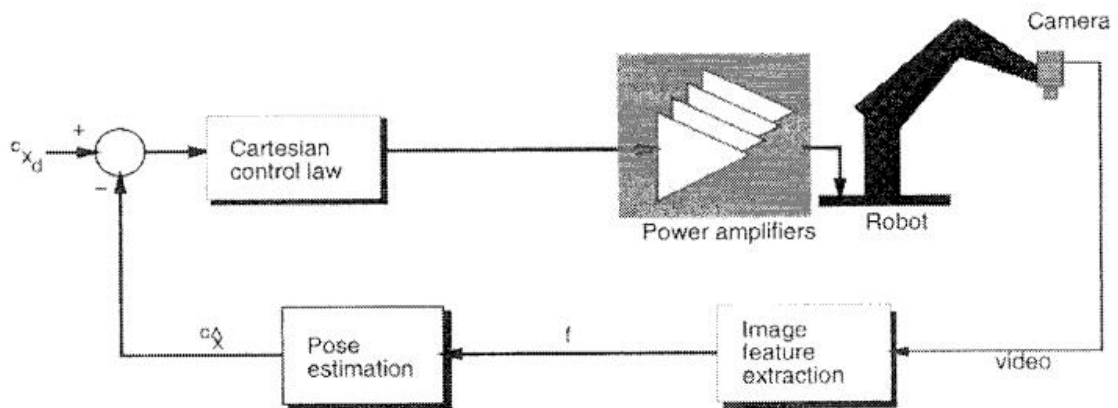 Camera
+
c
x
d
Cartesian
control law
−
Power amplifiers
Robot
c
x̂
Pose
estimation
f
Image
feature
extraction
video